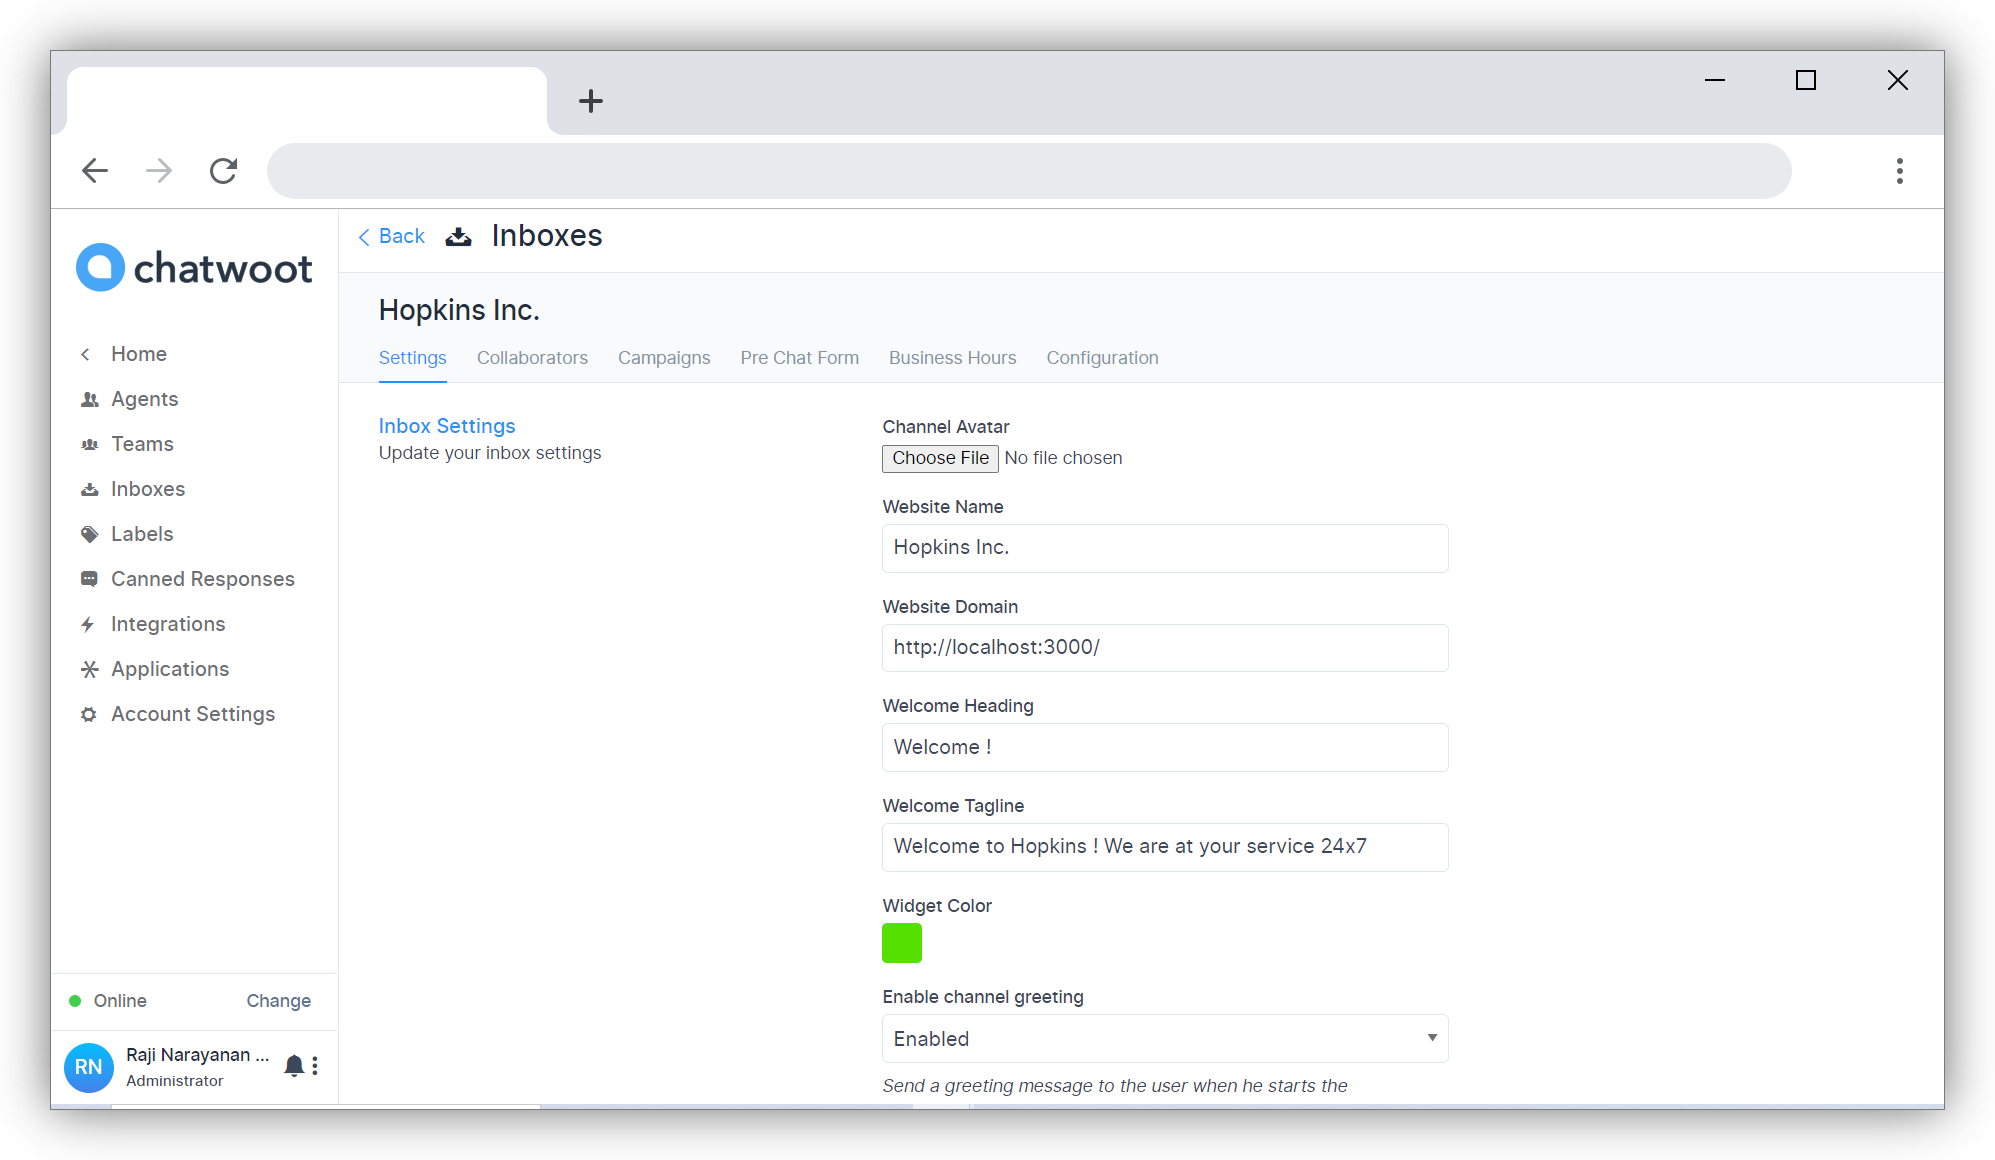 chatwoot
Home
Agents
Teams
Inboxes
Labels
Canned Responses
Integrations
Applications
Account Settings
Online Change
RN
Raji Narayanan ...
Administrator
Back Inboxes
Hopkins Inc.
Settings Collaborators Campaigns Pre Chat Form Business Hours Configuration
Inbox Settings
Update your inbox settings
Channel Avatar
Choose File No file chosen
Website Name
Hopkins Inc.
Website Domain
http://localhost:3000/
Welcome Heading
Welcome !
Welcome Tagline
Welcome to Hopkins ! We are at your service 24x7
Widget Color
Enable channel greeting
Enabled
Send a greeting message to the user when he starts the